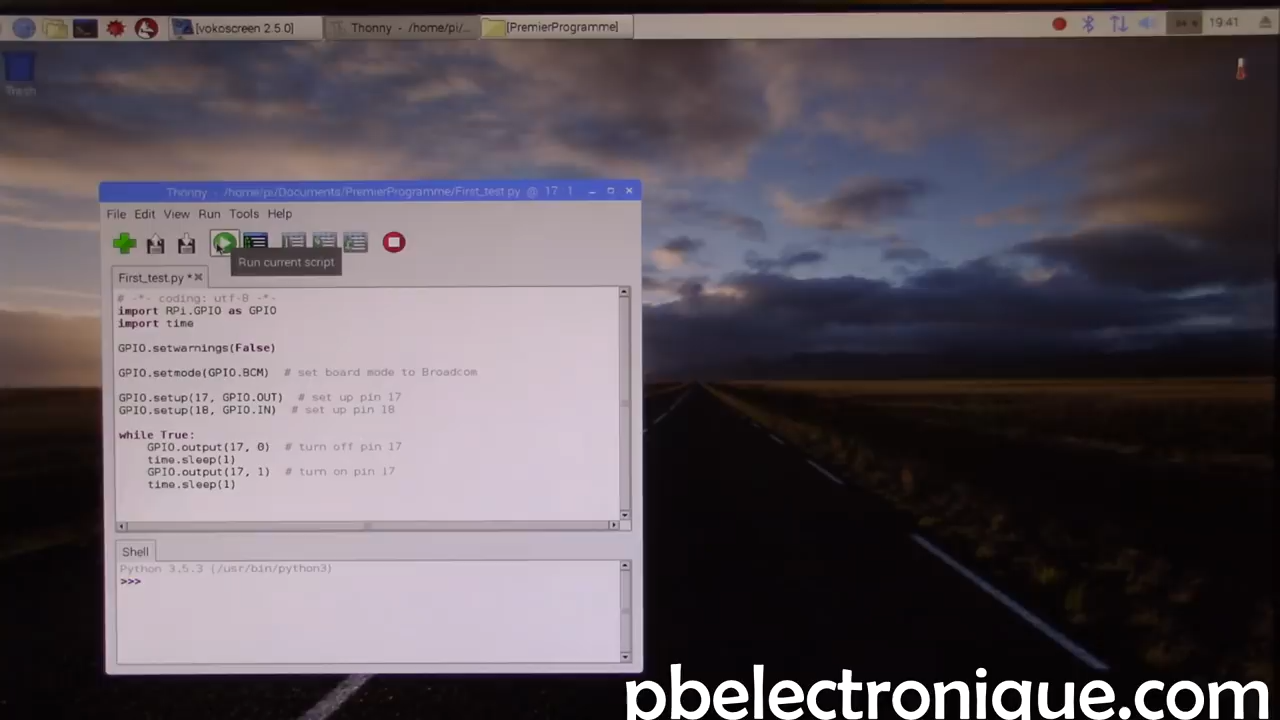 [vokoscreen 2.5.0]
Thonny - /home/pi/...
[PremierProgramme]
19:41
Trash
Thonny - /home/pi/Documents/PremierProgramme/First_test.py @ 17 : 1
File Edit View Run Tools Help
Run current script
First_test.py *
# -*- coding: utf-8 -*-
import RPi.GPIO as GPIO
import time
GPIO.setwarnings(False)
GPIO.setmode(GPIO.BCM) # set board mode to Broadcom
GPIO.setup(17, GPIO.OUT) # set up pin 17
GPIO.setup(18, GPIO.IN) # set up pin 18
while True:
GPIO.output(17, 0) # turn off pin 17
time.sleep(1)
GPIO.output(17, 1) # turn on pin 17
time.sleep(1)
Shell
Python 3.5.3 (/usr/bin/python3)
>>>
pbelectronique.com